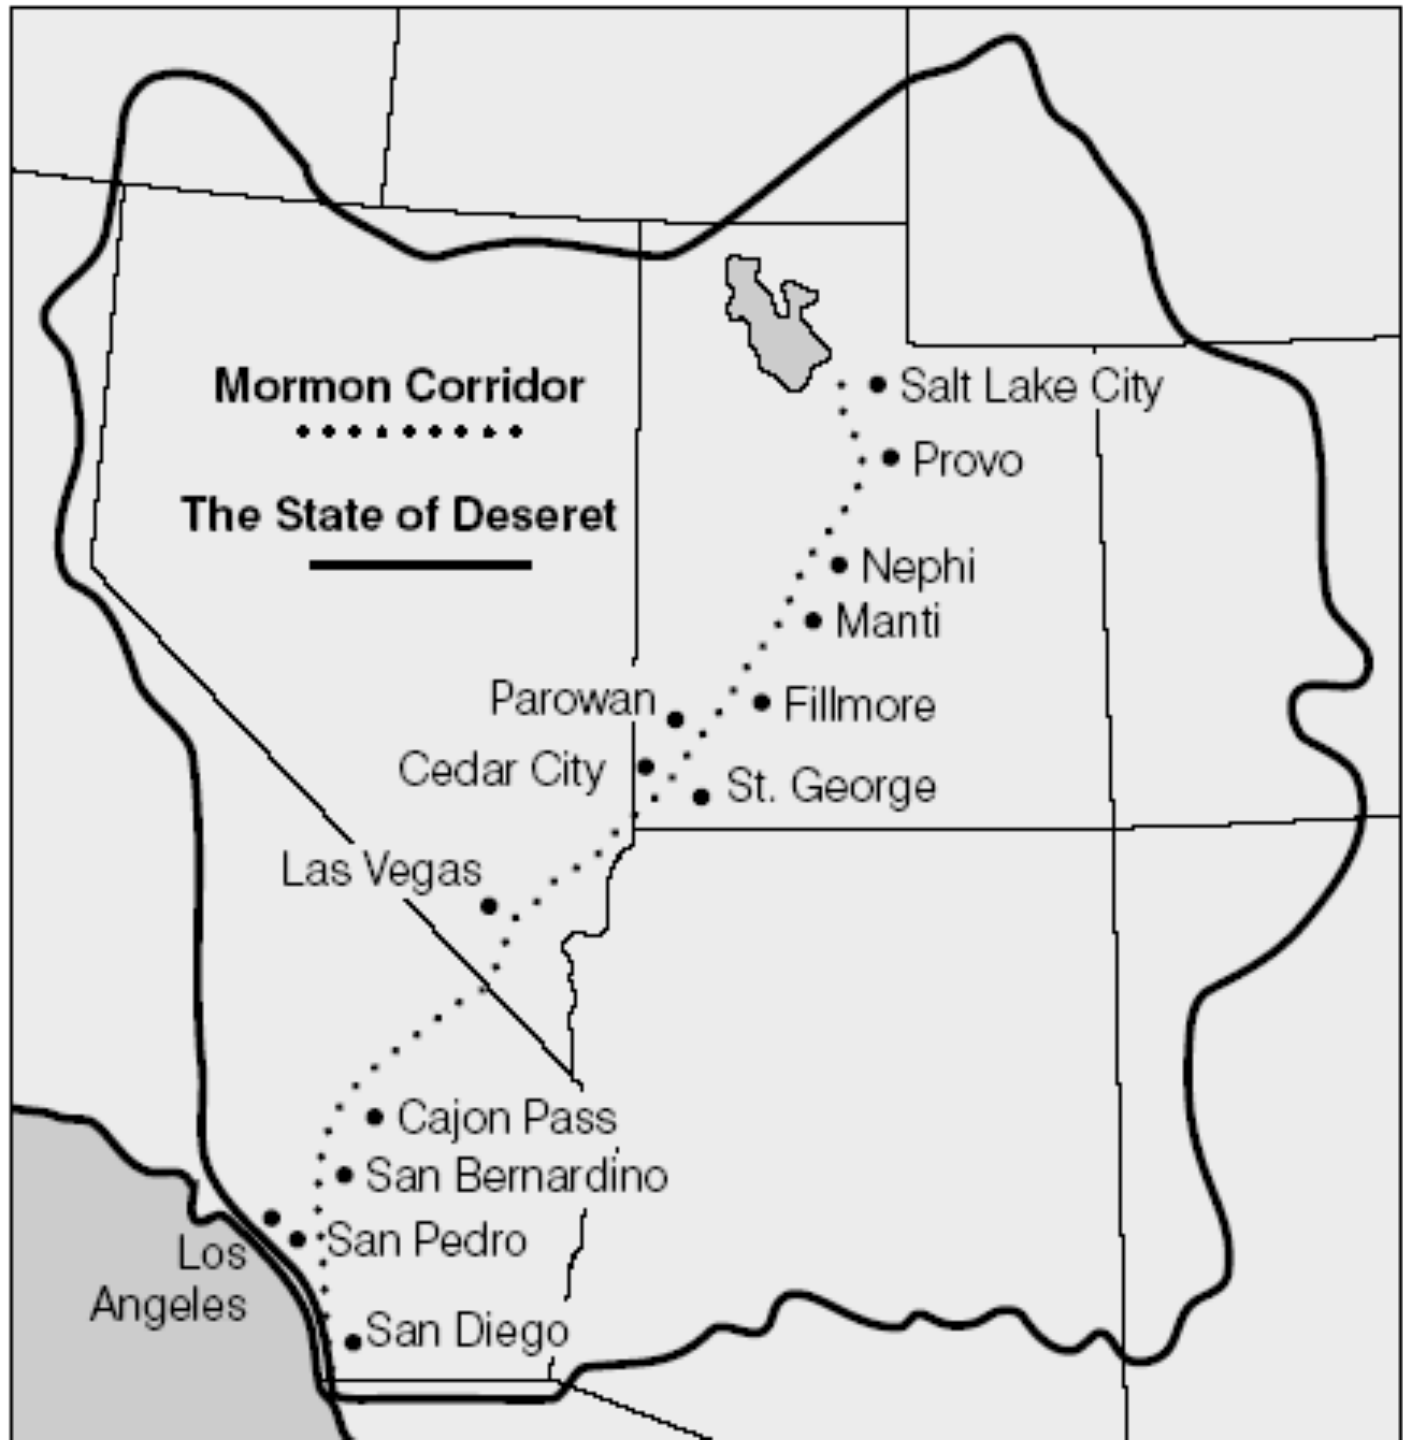 Mormon Corridor
The State of Deseret
Salt Lake City
Provo
Nephi
Manti
Parowan
Fillmore
Cedar City
St. George
Las Vegas
Cajon Pass
San Bernardino
San Pedro
Los
Angeles
San Diego